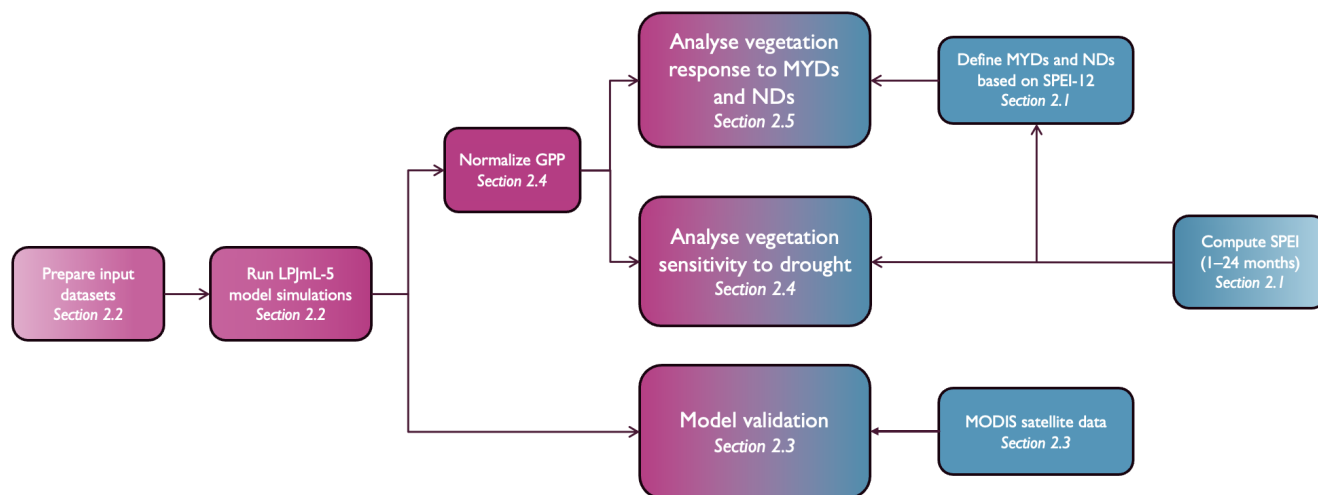 Analyse vegetation
response to MYDs
and NDs
Section 2.5
Define MYDs and NDs
based on SPEI-12
Section 2.1
Normalize GPP
Section 2.4
Analyse vegetation
sensitivity to drought
Section 2.4
Compute SPEI
(1–24 months)
Section 2.1
Prepare input
datasets
Section 2.2
Run LPJmL-5
model simulations
Section 2.2
Model validation
Section 2.3
MODIS satellite data
Section 2.3